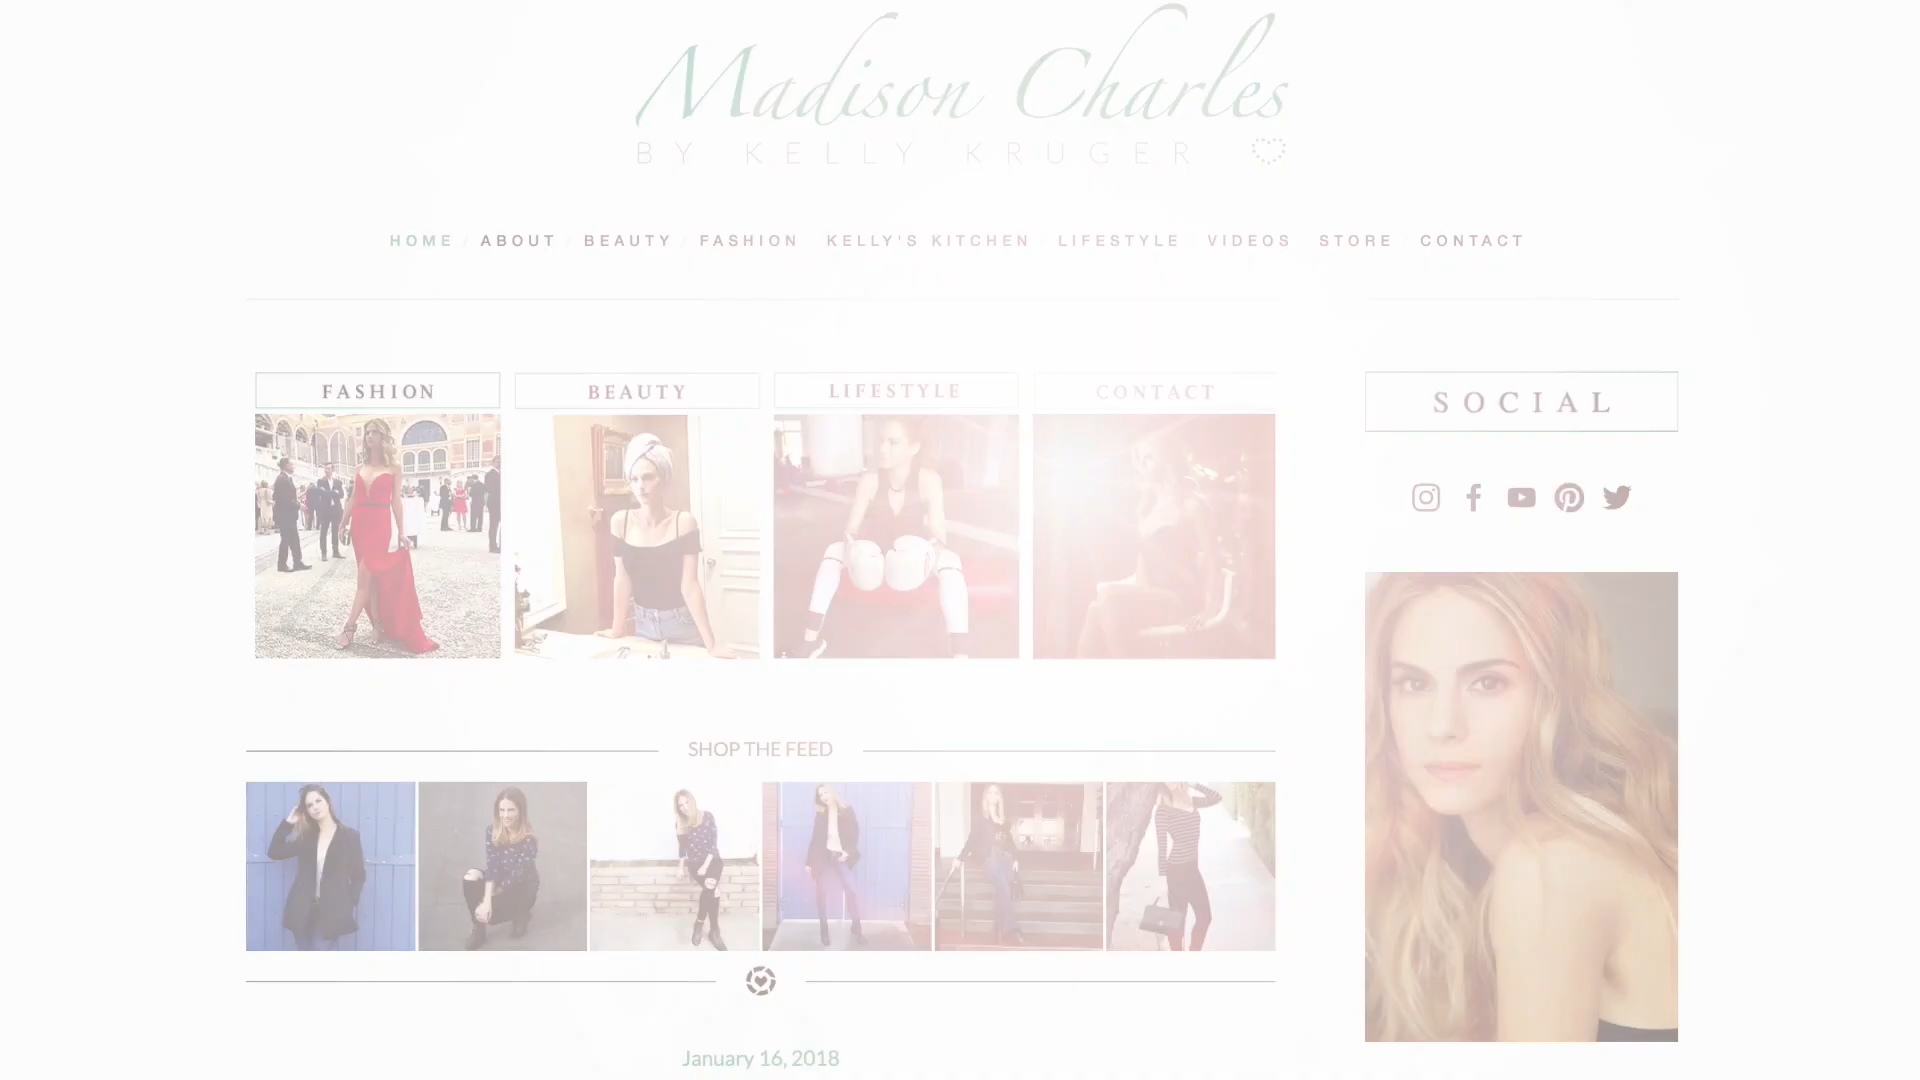 Madison Charles
BY KELLY KRUGER
HOME / ABOUT / BEAUTY / FASHION / KELLY'S KITCHEN / LIFESTYLE / VIDEOS / STORE / CONTACT
FASHION
BEAUTY
LIFESTYLE
CONTACT
SOCIAL
SHOP THE FEED
January 16, 2018